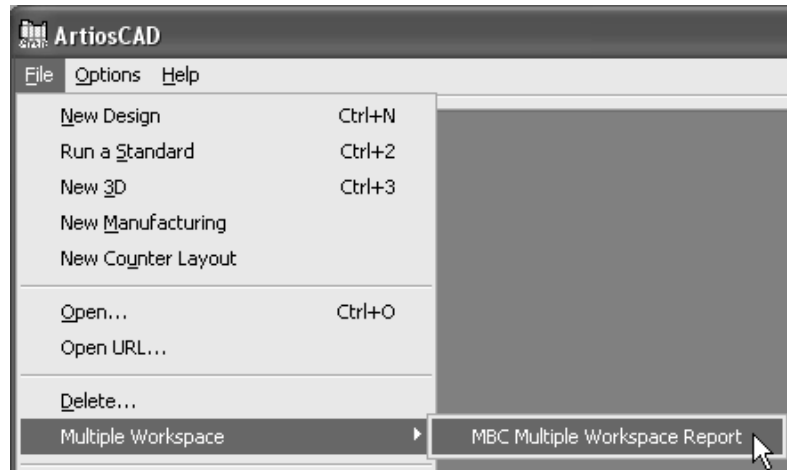 ArtiosCAD
File Options Help
New Design Ctrl+N
Run a Standard Ctrl+2
New 3D Ctrl+3
New Manufacturing
New Counter Layout
Open... Ctrl+O
Open URL...
Delete...
Multiple Workspace MBC Multiple Workspace Report